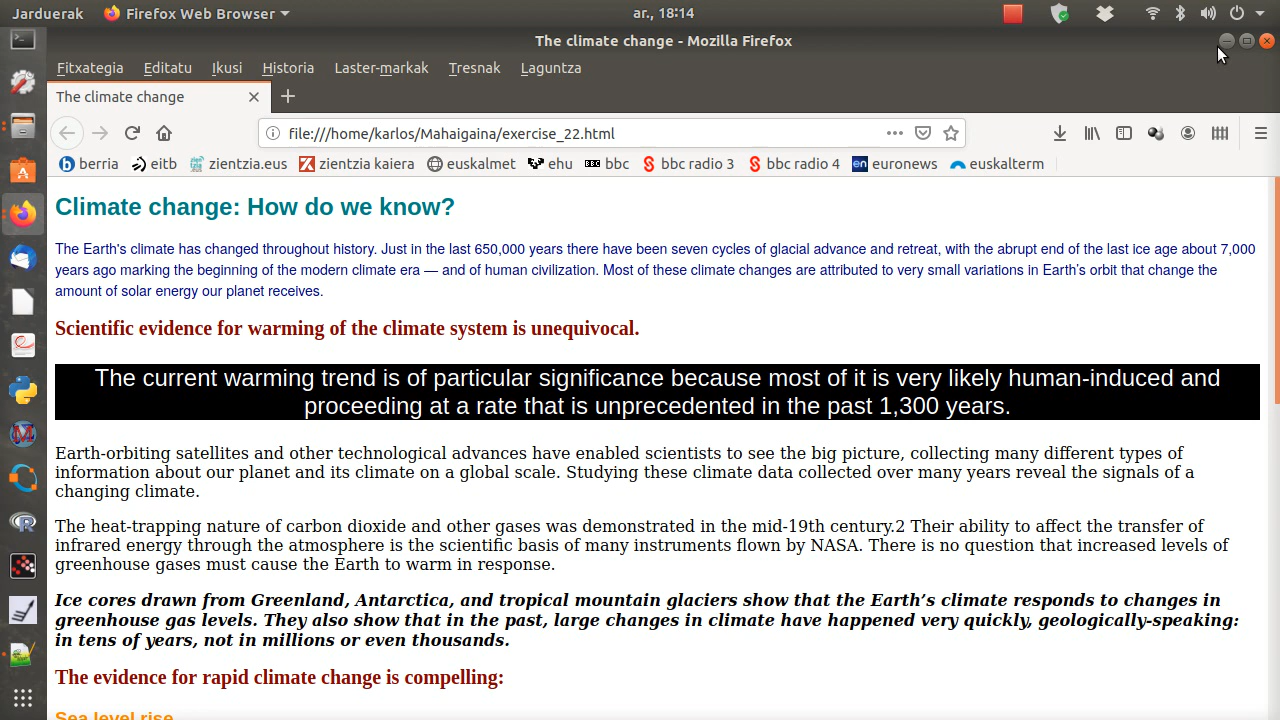 Jarduerak Firefox Web Browser ar., 18:14
The climate change - Mozilla Firefox
Fitxategia Editatu Ikusi Historia Laster-markak Tresnak Laguntza
The climate change
file:///home/karlos/Mahaigaina/exercise_22.html
berria eitb zientzia.eus zientzia kaiera euskalmet ehu bbc bbc radio 3 bbc radio 4 euronews euskalterm
Climate change: How do we know?
The Earth's climate has changed throughout history. Just in the last 650,000 years there have been seven cycles of glacial advance and retreat, with the abrupt end of the last ice age about 7,000
years ago marking the beginning of the modern climate era — and of human civilization. Most of these climate changes are attributed to very small variations in Earth's orbit that change the
amount of solar energy our planet receives.
Scientific evidence for warming of the climate system is unequivocal.
The current warming trend is of particular significance because most of it is very likely human-induced and
proceeding at a rate that is unprecedented in the past 1,300 years.
Earth-orbiting satellites and other technological advances have enabled scientists to see the big picture, collecting many different types of
information about our planet and its climate on a global scale. Studying these climate data collected over many years reveal the signals of a
changing climate.
The heat-trapping nature of carbon dioxide and other gases was demonstrated in the mid-19th century.2 Their ability to affect the transfer of
infrared energy through the atmosphere is the scientific basis of many instruments flown by NASA. There is no question that increased levels of
greenhouse gases must cause the Earth to warm in response.
Ice cores drawn from Greenland, Antarctica, and tropical mountain glaciers show that the Earth’s climate responds to changes in
greenhouse gas levels. They also show that in the past, large changes in climate have happened very quickly, geologically-speaking:
in tens of years, not in millions or even thousands.
The evidence for rapid climate change is compelling:
Sea level rise